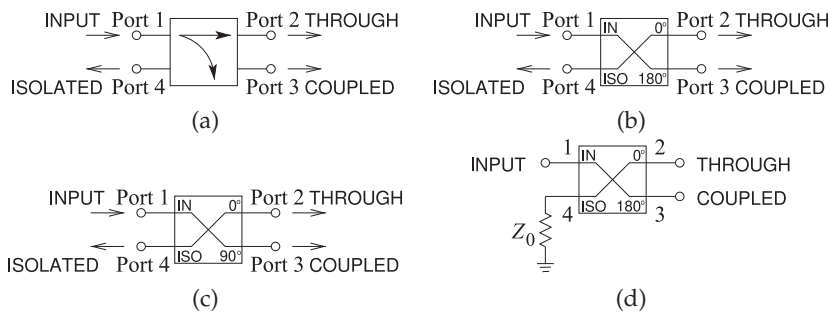 INPUT Port 1 Port 2 THROUGH
ISOLATED Port 4 Port 3 COUPLED
(a)
INPUT Port 1 IN 0° Port 2 THROUGH
ISOLATED Port 4 ISO 180° Port 3 COUPLED
(b)
INPUT Port 1 IN 0° Port 2 THROUGH
ISOLATED Port 4 ISO 90° Port 3 COUPLED
(c)
INPUT 1 IN 0° 2 THROUGH
4 ISO 180° 3 COUPLED
Z0
(d)